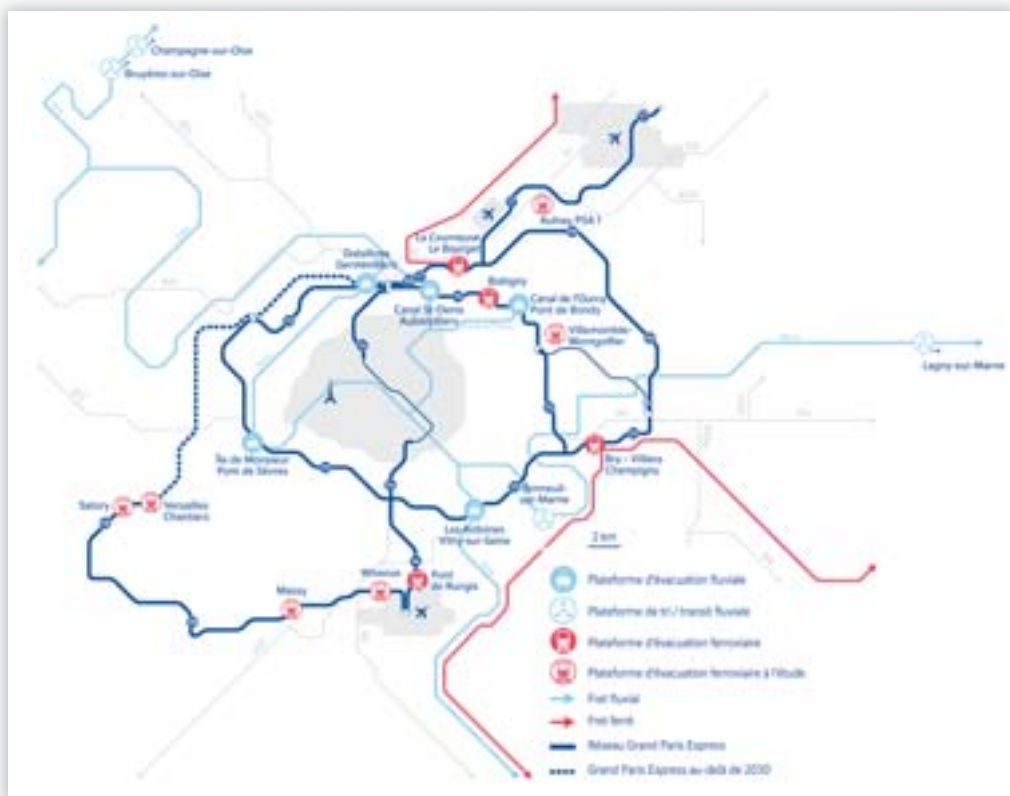 Champagne-sur-Oise
Bruyères-sur-Oise
Aulnay PSA ?
La Courneuve
Le Bourget
Gennevilliers
Bobigny
Canal St-Denis
Aubervilliers
Canal de l'Ourcq
Pont de Bondy
Villemomble-
Montgolfier
Lagny-sur-Marne
Île de Monsieur
Pont de Sèvres
Bry - Villiers
Champigny
Bonneuil-
sur-Marne
Satory
Versailles
Chantiers
Les Ardoines
Vitry-sur-Seine
2 km
Massy
Wissous
Pont
de Rungis
Plateforme d'évacuation fluviale
Plateforme de tri / transit fluviale
Plateforme d'évacuation ferroviaire
Plateforme d'évacuation ferroviaire à l'étude
Fret fluvial
Fret ferré
Réseau Grand Paris Express
Grand Paris Express au-delà de 2030